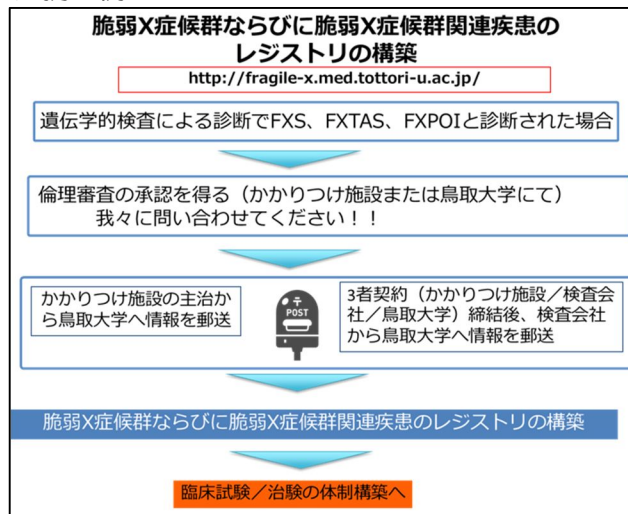 脆弱X症候群ならびに脆弱X症候群関連疾患の
レジストリの構築
http://fragile-x.med.tottori-u.ac.jp/
遺伝学的検査による診断でFXS、FXTAS、FXPOIと診断された場合
倫理審査の承認を得る（かかりつけ施設または鳥取大学にて）
我々に問い合わせてください！！
かかりつけ施設の主治か
ら鳥取大学へ情報を郵送
〒
POST
3者契約（かかりつけ施設／検査会
社／鳥取大学）締結後、検査会社
から鳥取大学へ情報を郵送
脆弱X症候群ならびに脆弱X症候群関連疾患のレジストリの構築
臨床試験／治験の体制構築へ